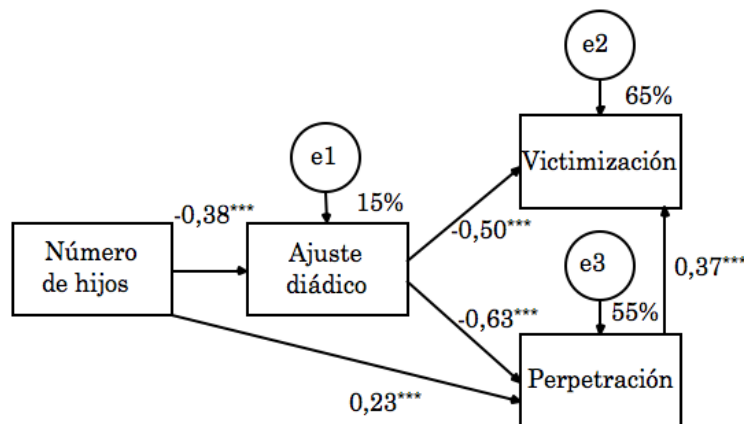 e2
65%
Victimización
e1
-0,38***
15%
Número
de hijos
Ajuste
diádico
-0,50***
e3
0,37***
-0,63***
55%
Perpetración
0,23***